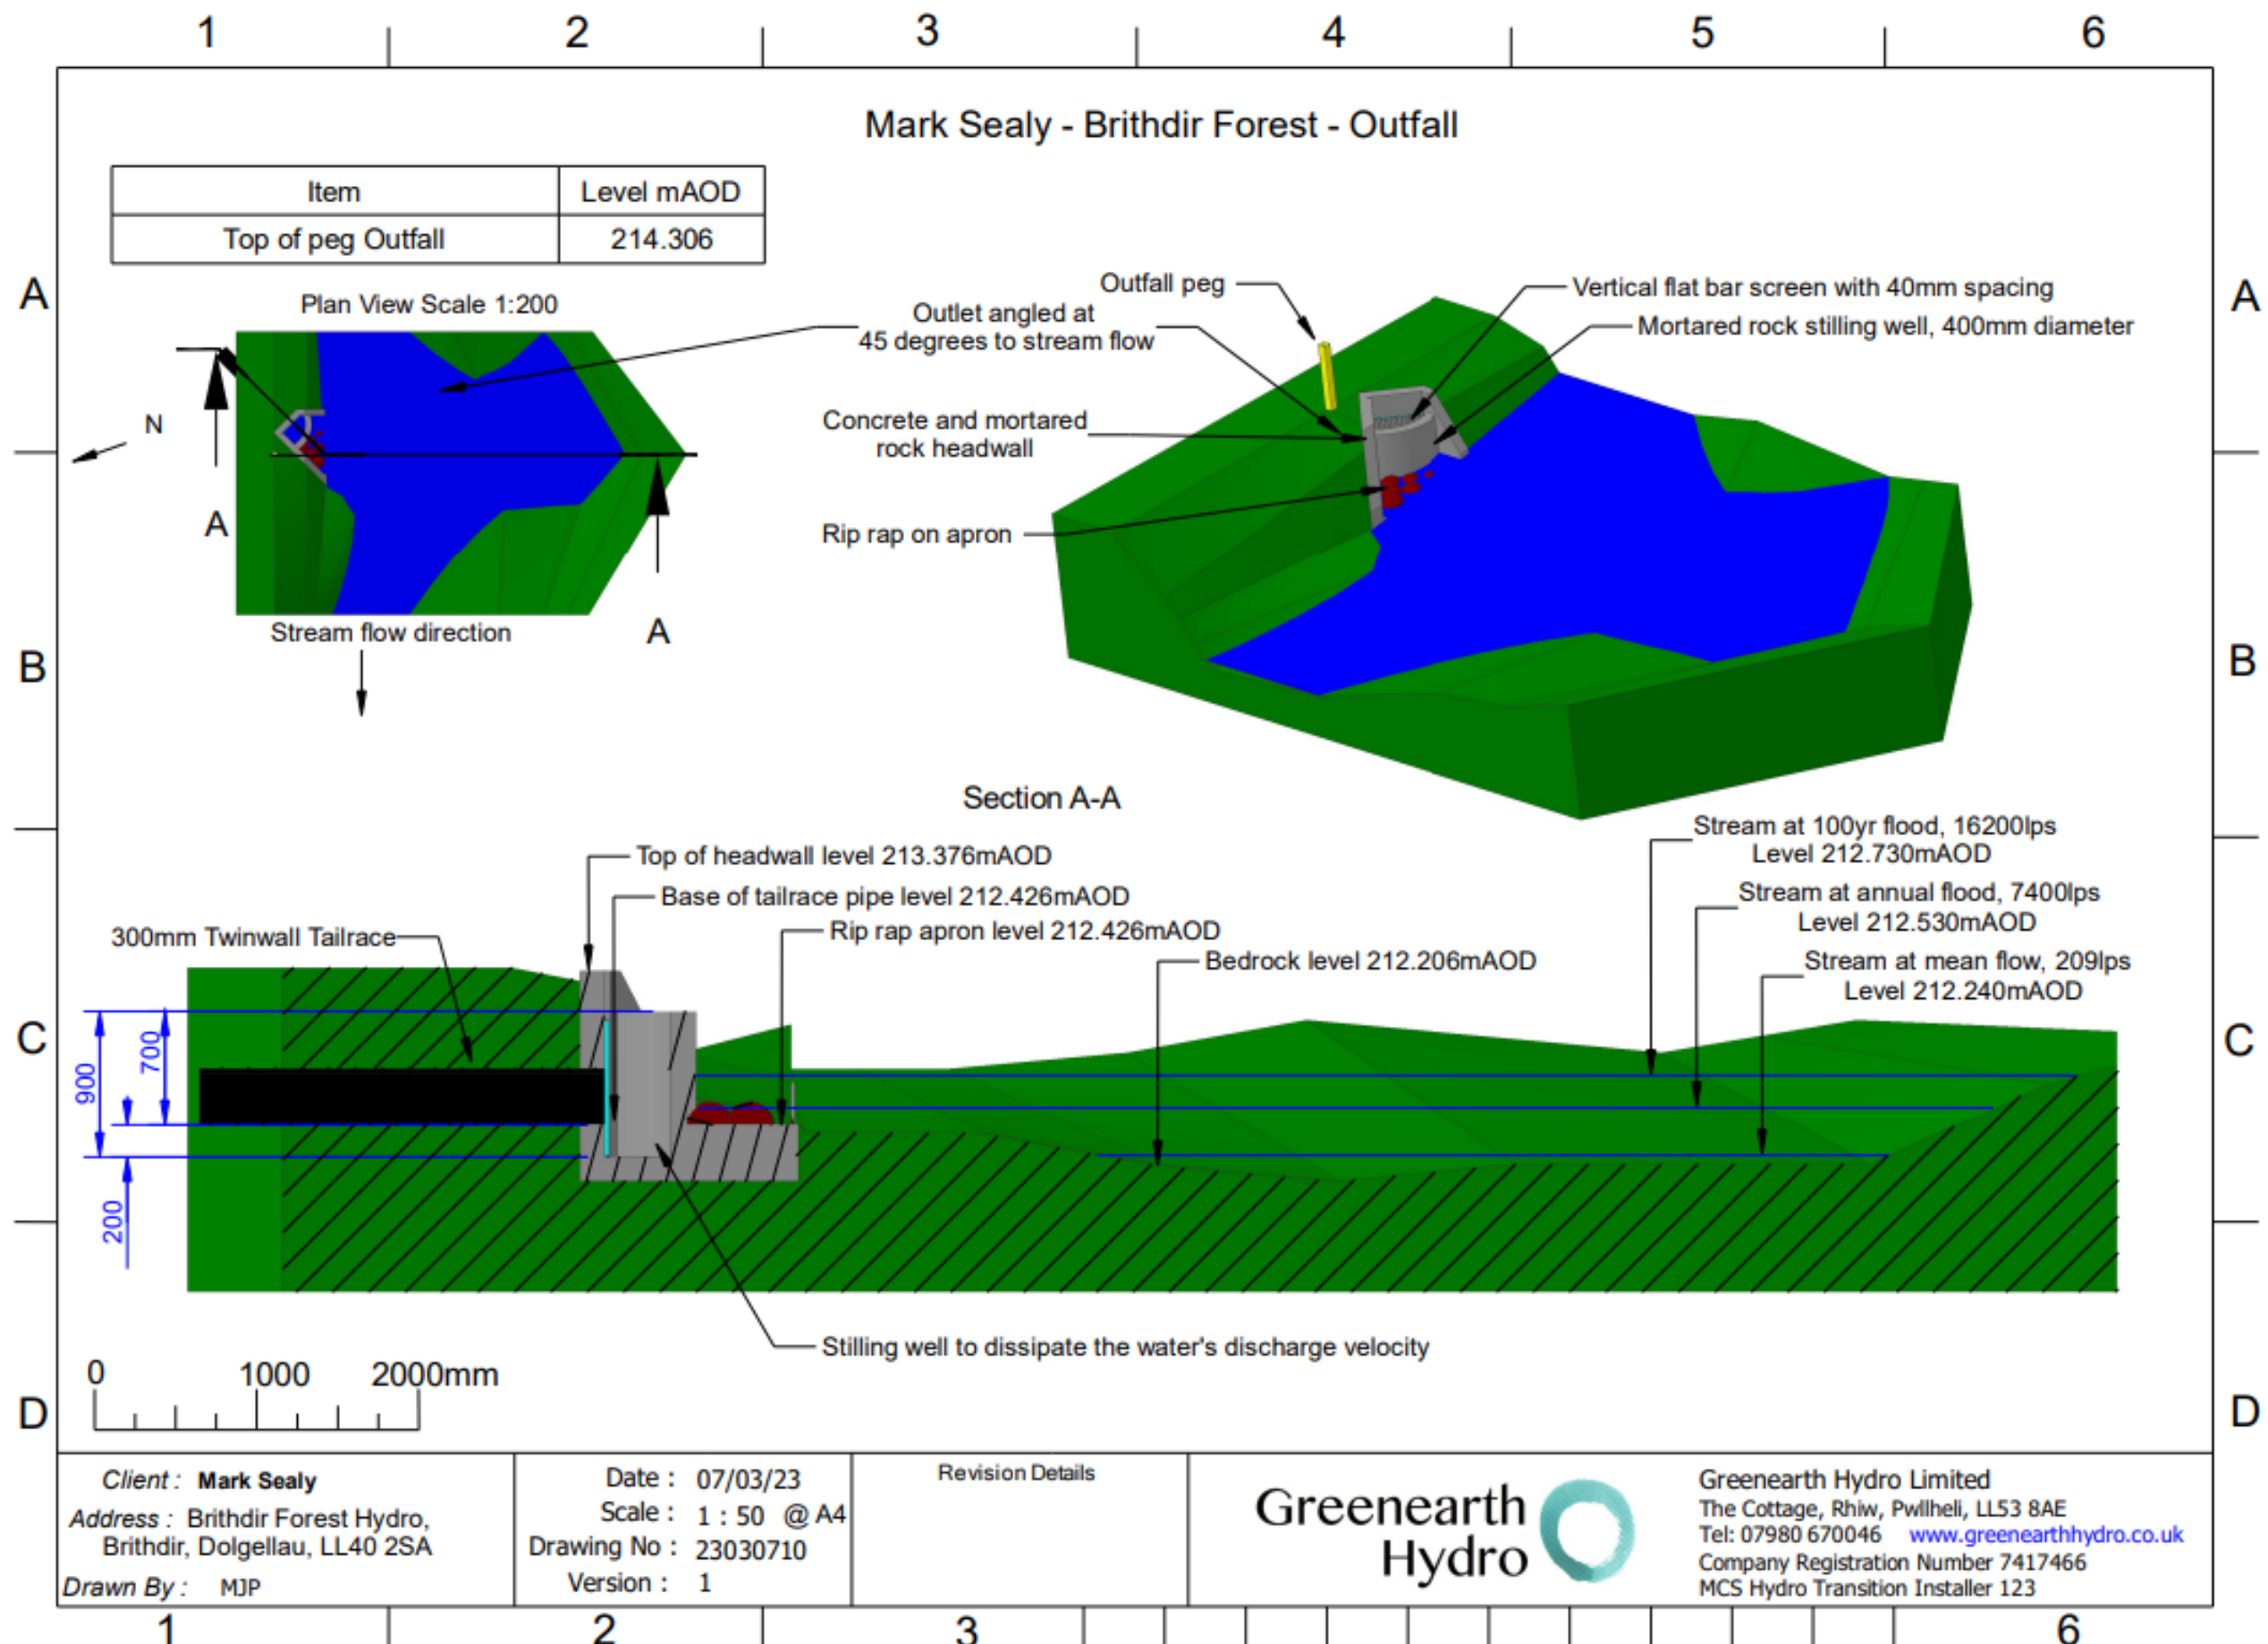 1 2 3 4 5 6
Mark Sealy - Brithdir Forest - Outfall
Item Level mAOD
Top of peg Outfall 214.306
A A
Plan View Scale 1:200
N
A
A
Stream flow direction
Outfall peg
Outlet angled at
45 degrees to stream flow
Concrete and mortared
rock headwall
Rip rap on apron
Vertical flat bar screen with 40mm spacing
Mortared rock stilling well, 400mm diameter
B B
Section A-A
Top of headwall level 213.376mAOD
Base of tailrace pipe level 212.426mAOD
Rip rap apron level 212.426mAOD
300mm Twinwall Tailrace
Bedrock level 212.206mAOD
Stream at 100yr flood, 16200lps
Level 212.730mAOD
Stream at annual flood, 7400lps
Level 212.530mAOD
Stream at mean flow, 209lps
Level 212.240mAOD
C C
900
700
200
Stilling well to dissipate the water's discharge velocity
0 1000 2000mm
D D
Client : Mark Sealy
Address : Brithdir Forest Hydro,
Brithdir, Dolgellau, LL40 2SA
Drawn By : MJP
Date : 07/03/23
Scale : 1 : 50 @ A4
Drawing No : 23030710
Version : 1
Revision Details
Greenearth
Hydro
Greenearth Hydro Limited
The Cottage, Rhiw, Pwllheli, LL53 8AE
Tel: 07980 670046 www.greenearthhydro.co.uk
Company Registration Number 7417466
MCS Hydro Transition Installer 123
1 2 3 6